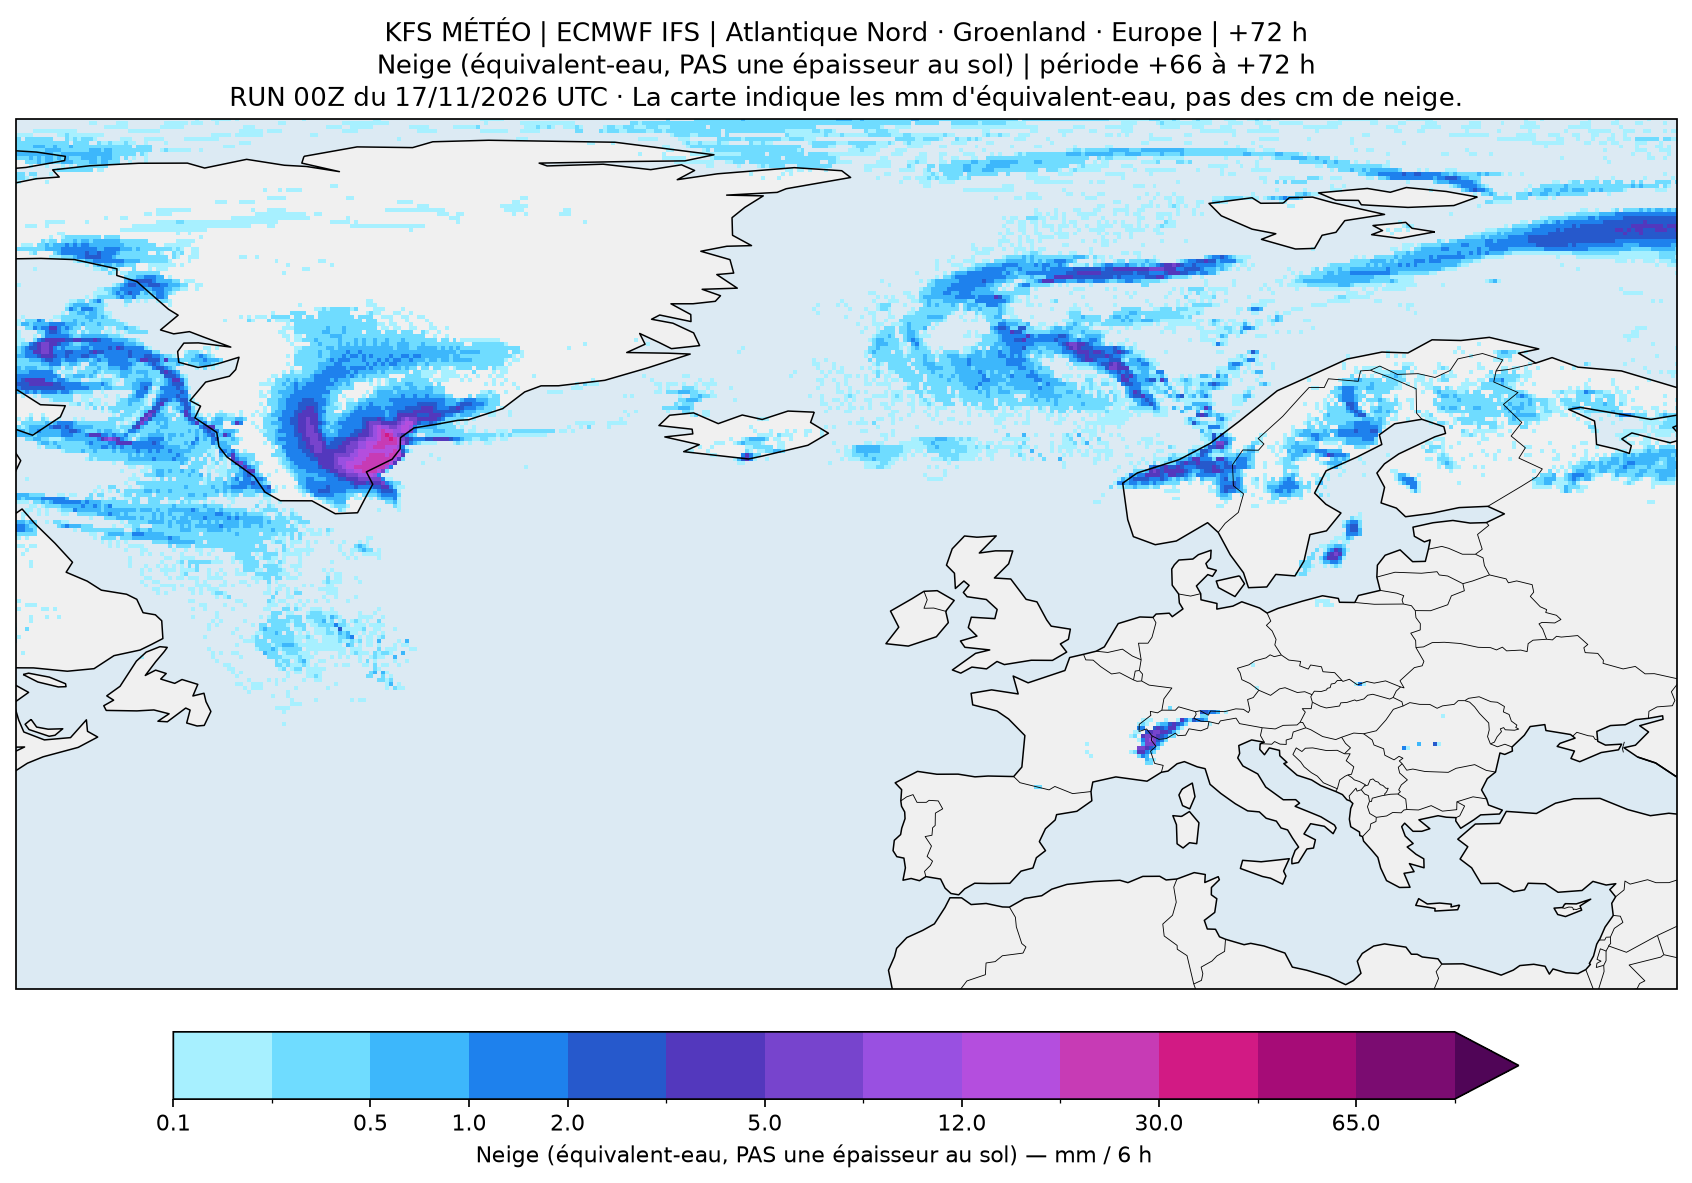 KFS MÉTÉO | ECMWF IFS | Atlantique Nord · Groenland · Europe | +72 h
Neige (équivalent-eau, PAS une épaisseur au sol) | période +66 à +72 h
RUN 00Z du 17/11/2026 UTC · La carte indique les mm d'équivalent-eau, pas des cm de neige.
0.1 0.5 1.0 2.0 5.0 12.0 30.0 65.0
Neige (équivalent-eau, PAS une épaisseur au sol) — mm / 6 h